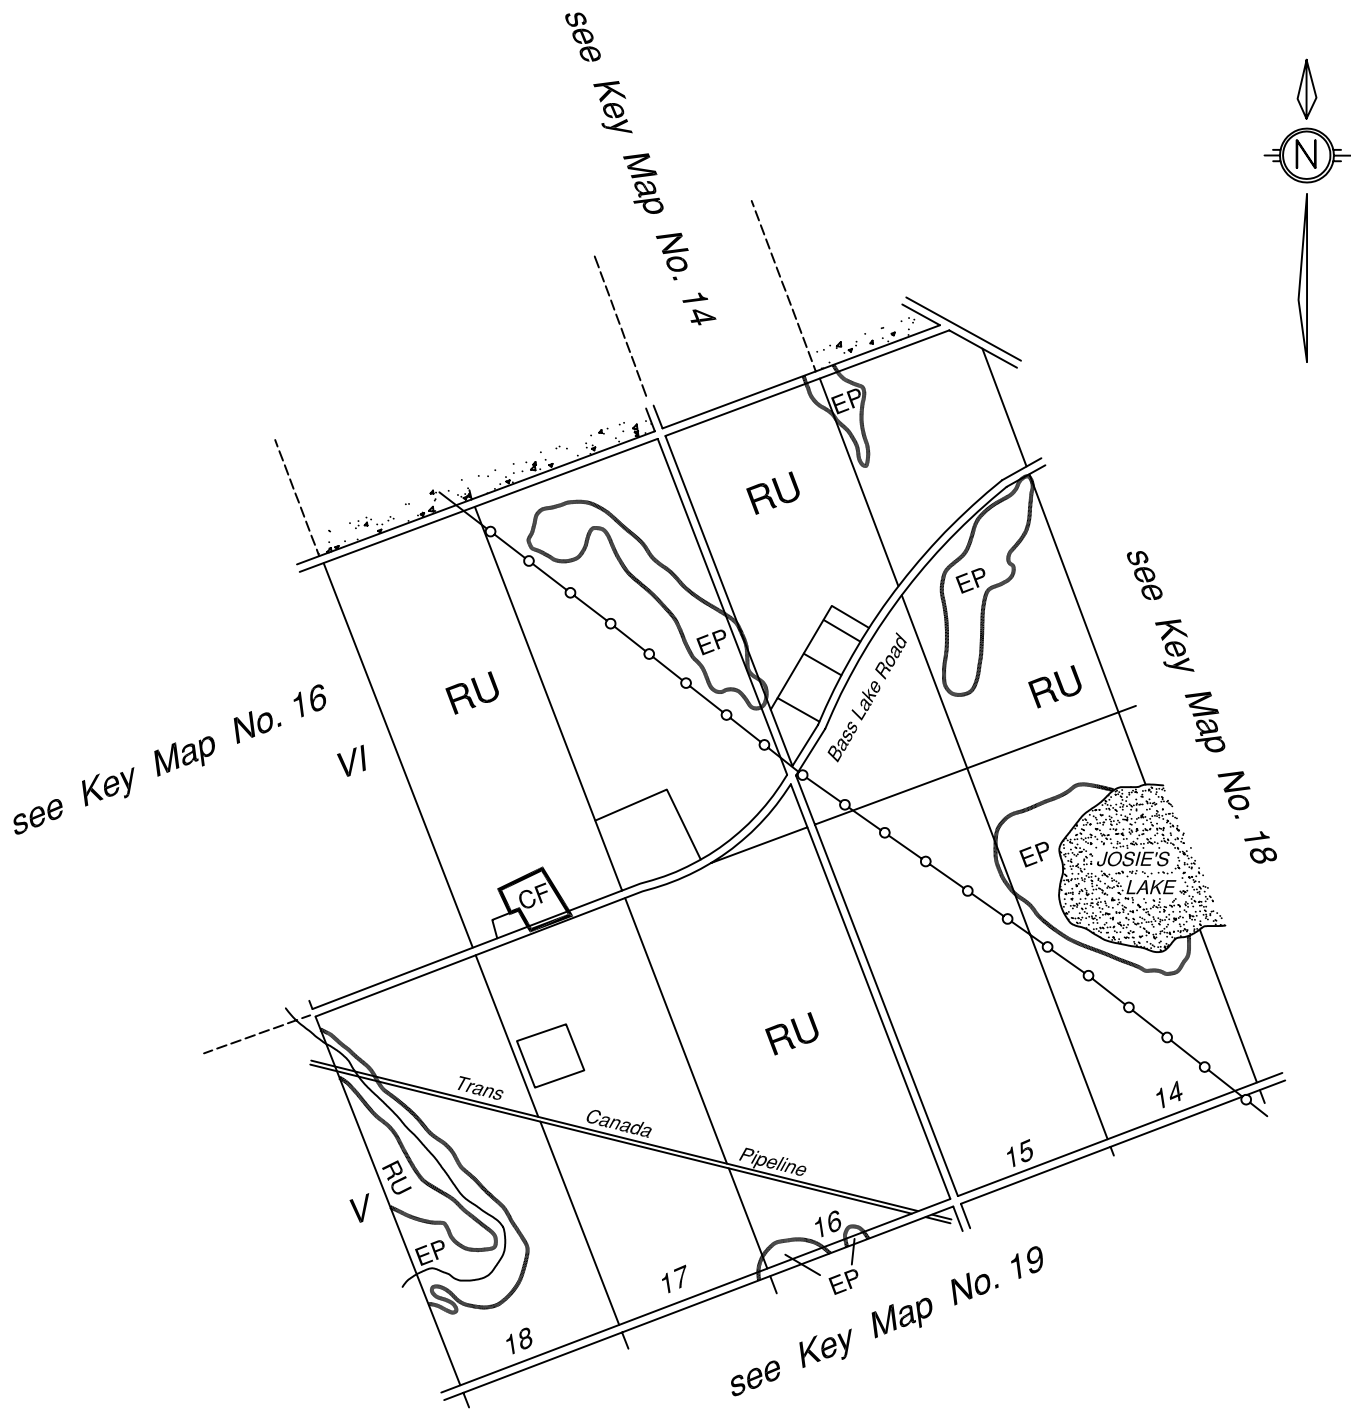 see Key Map No. 14
N
EP
RU
EP
EP
see Key Map No. 18
RU
RU
Bass Lake Road
see Key Map No. 16
VI
EP
JOSIE'S
LAKE
CF
RU
Trans
Canada
Pipeline
14
15
RU
V
16
EP
EP
17
18
see Key Map No. 19